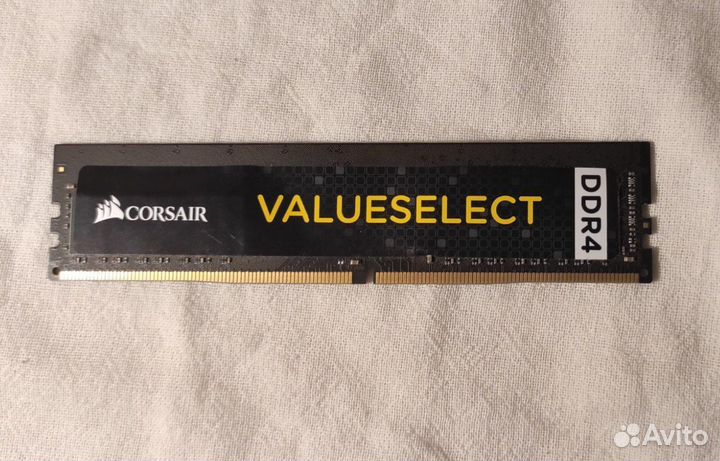 CORSAIR
VALUESELECT
DDR4
Avito